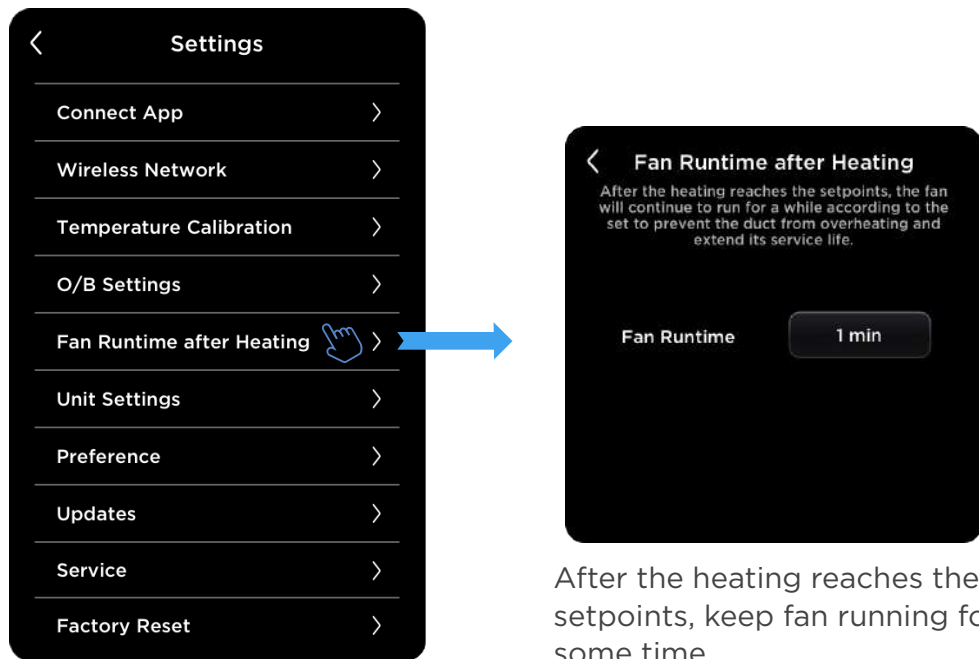 Settings
Connect App
Wireless Network
Temperature Calibration
O/B Settings
Fan Runtime after Heating
Unit Settings
Preference
Updates
Service
Factory Reset
Fan Runtime after Heating
After the heating reaches the setpoints, the fan
will continue to run for a while according to the
set to prevent the duct from overheating and
extend its service life.
Fan Runtime 1 min
After the heating reaches the
setpoints, keep fan running
some time